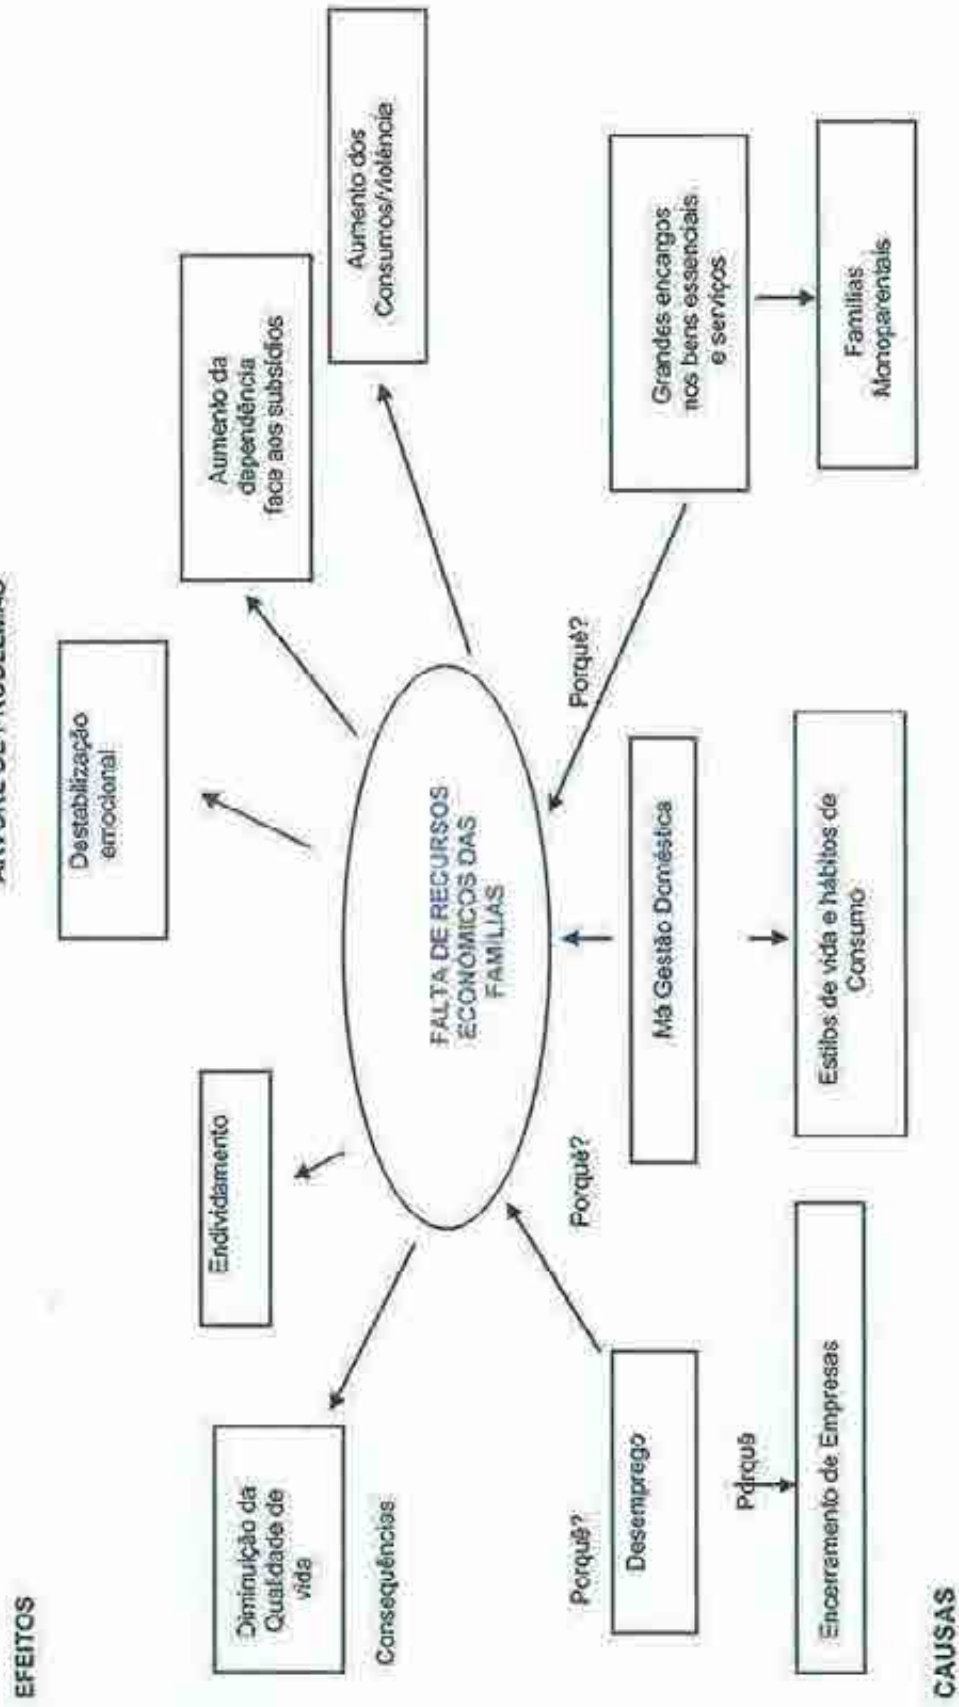 EFEITOS
ÁRVORE DE PROBLEMAS
Diminuição da
Qualidade de
vida
Endividamento
Destabilização
emocional
Aumento da
dependência
face aos subsídios
Aumento dos
Consumos/Violência
Consequências
FALTA DE RECURSOS
ECONÓMICOS DAS
FAMÍLIAS
Porquê?
Porquê?
Porquê?
Desemprego
Má Gestão Doméstica
Grandes encargos
nos bens essenciais
e serviços
Porquê
Encerramento de Empresas
Estilos de vida e hábitos de
Consumo
Famílias
Monoparentais
CAUSAS